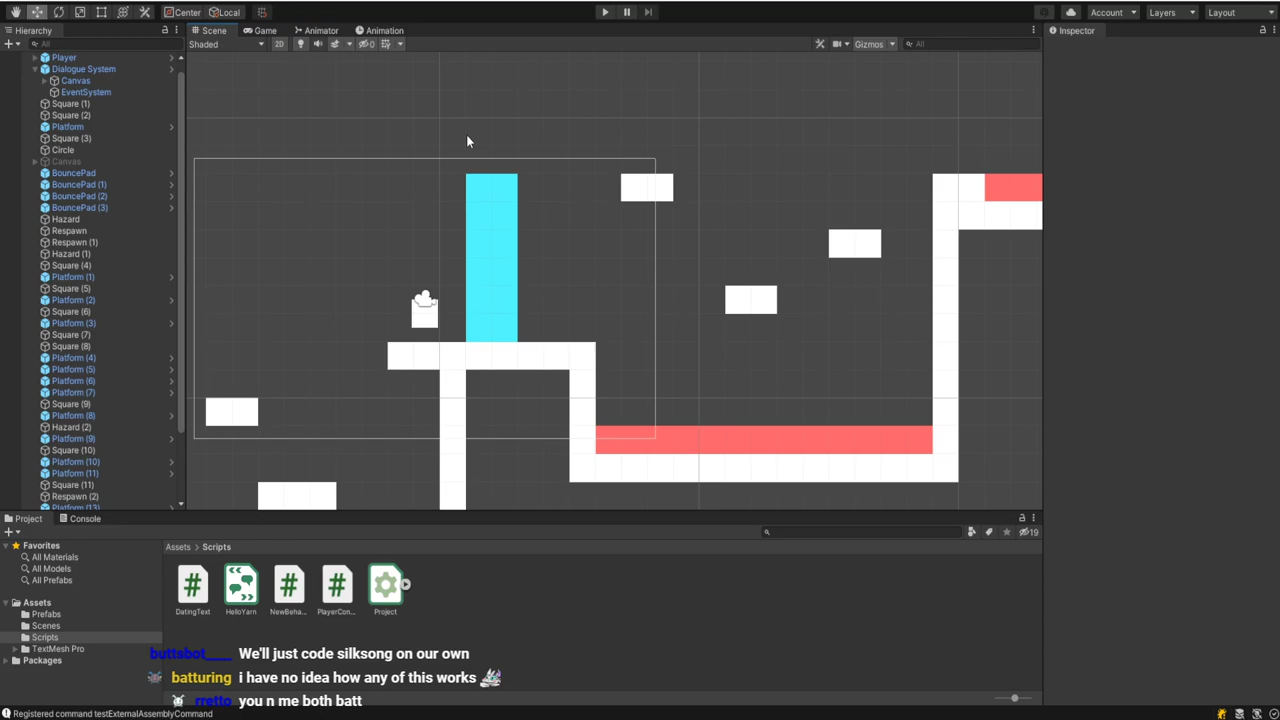 Center
Local
Account
Layers
Layout
Hierarchy
Scene
Game
Animator
Animation
Inspector
All
Shaded
2D
0
Gizmos
All
Player
Dialogue System
Canvas
EventSystem
Square (1)
Square (2)
Platform
Square (3)
Circle
Canvas
BouncePad
BouncePad (1)
BouncePad (2)
BouncePad (3)
Hazard
Respawn
Respawn (1)
Hazard (1)
Square (4)
Platform (1)
Square (5)
Platform (2)
Square (6)
Platform (3)
Square (7)
Square (8)
Platform (4)
Platform (5)
Platform (6)
Platform (7)
Square (9)
Platform (8)
Hazard (2)
Platform (9)
Square (10)
Platform (10)
Platform (11)
Square (11)
Respawn (2)
Platform (13)
Project
Console
19
Favorites
All Materials
All Models
All Prefabs
Assets
Prefabs
Scenes
Scripts
TextMesh Pro
Packages
Assets > Scripts
DatingText
HelloYarn
NewBeha...
PlayerCon...
Project
buttsbot____ We'll just code silksong on our own
batturing i have no idea how any of this works
rretto you n me both batt
Registered command testExternalAssemblyCommand